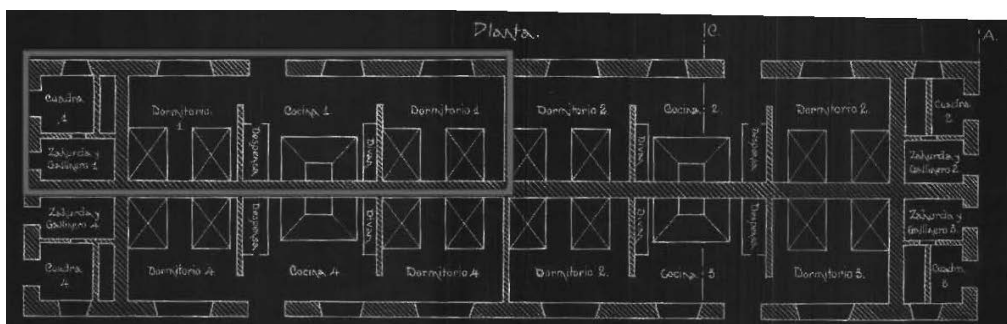 Planta.
C.
A.
Cuadra
1
Dormitorio
1
Cocina 1
Dormitorio 1
Dormitorio 2
Cocina 2
Dormitorio 2.
Cuadra
2
Despensa
Divan
Divan
Despensa
Zahurda y
Gallinero 1
Zahurda y
Gallinero 2
Zahurda y
Gallinero 4
Zahurda y
Gallinero 3
Despensa
Divan
Divan
Despensa
Cuadra
4
Dormitorio 4.
Cocina 4
Dormitorio 4
Dormitorio 2.
Cocina 3
Dormitorio 3.
Cuadra
3